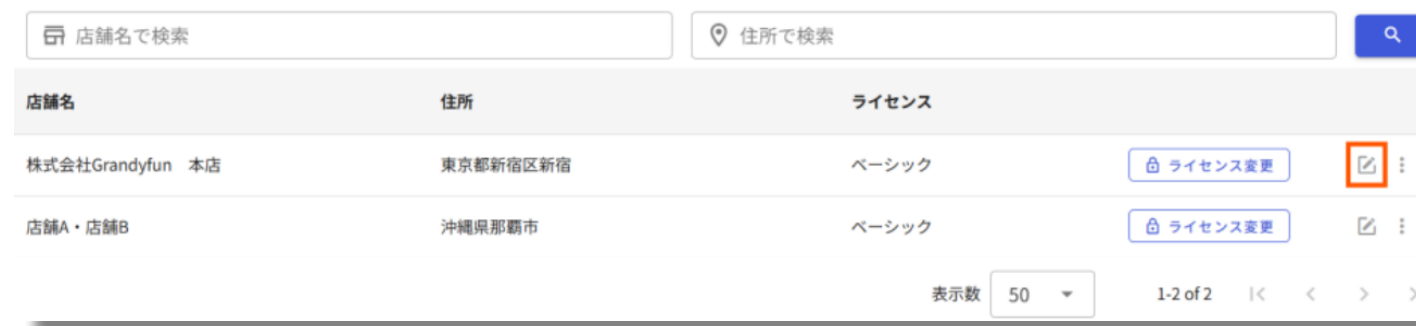 店舗名で検索 住所で検索
店舗名 住所 ライセンス
株式会社Grandyfun 本店 東京都新宿区新宿 ベーシック ライセンス変更
店舗A・店舗B 沖縄県那覇市 ベーシック ライセンス変更
表示数 50 1-2 of 2